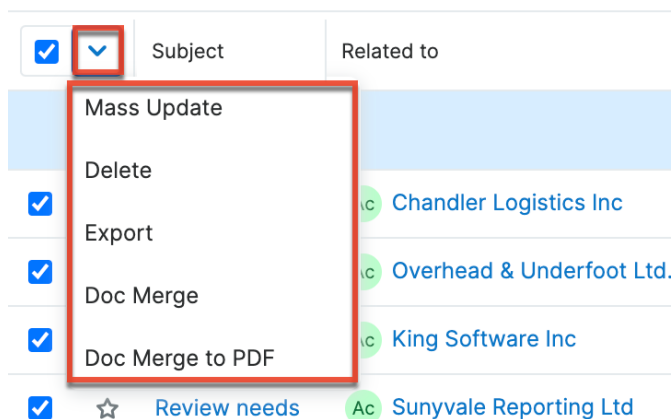 Subject Related to
Mass Update
Delete
Chandler Logistics Inc
Export
Overhead & Underfoot Ltd.
Doc Merge
King Software Inc
Doc Merge to PDF
Review needs Ac Sunyvale Reporting Ltd